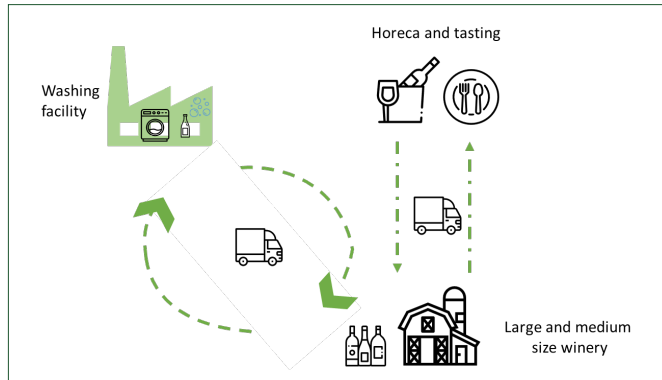 Horeca and tasting
Washing
facility
Large and medium
size winery